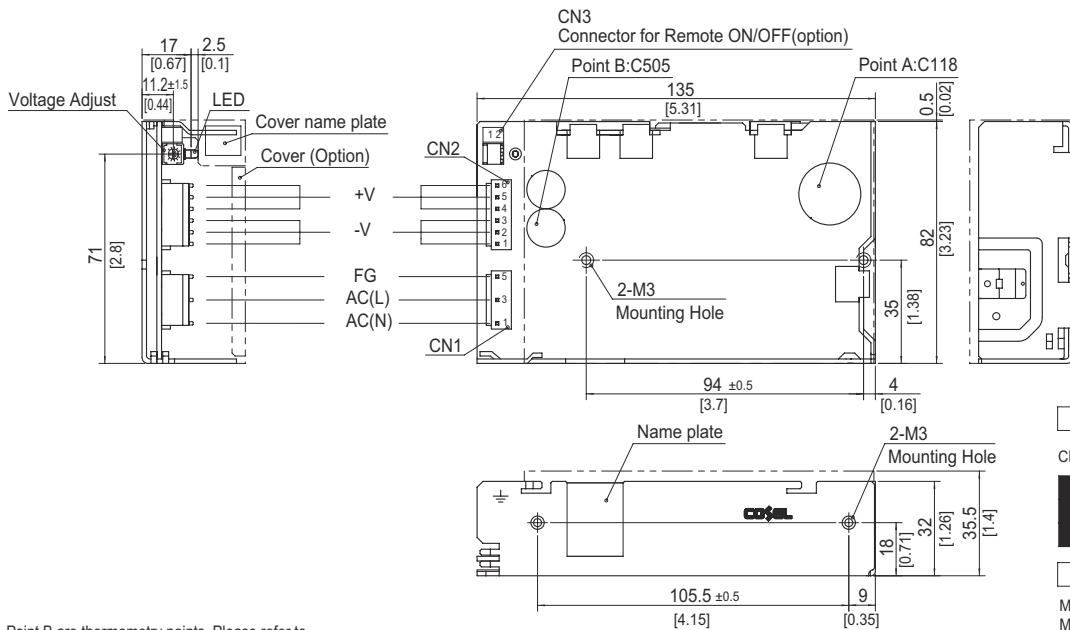 CN3
Connector for Remote ON/OFF(option)
Point B:C505
Point A:C118
17
[0.67]
2.5
[0.1]
11.2±1.5
[0.44]
Voltage Adjust
LED
Cover name plate
Cover (Option)
135
[5.31]
0.5
[0.02]
1 2
CN2
6
5
4
3
2
1
+V
-V
71
[2.8]
FG
AC(L)
AC(N)
5
3
1
CN1
2-M3
Mounting Hole
82
[3.23]
35
[1.38]
94 ±0.5
[3.7]
4
[0.16]
Name plate
2-M3
Mounting Hole
COSEL
18
[0.71]
32
[1.26]
35.5
[1.4]
105.5 ±0.5
[4.15]
9
[0.35]